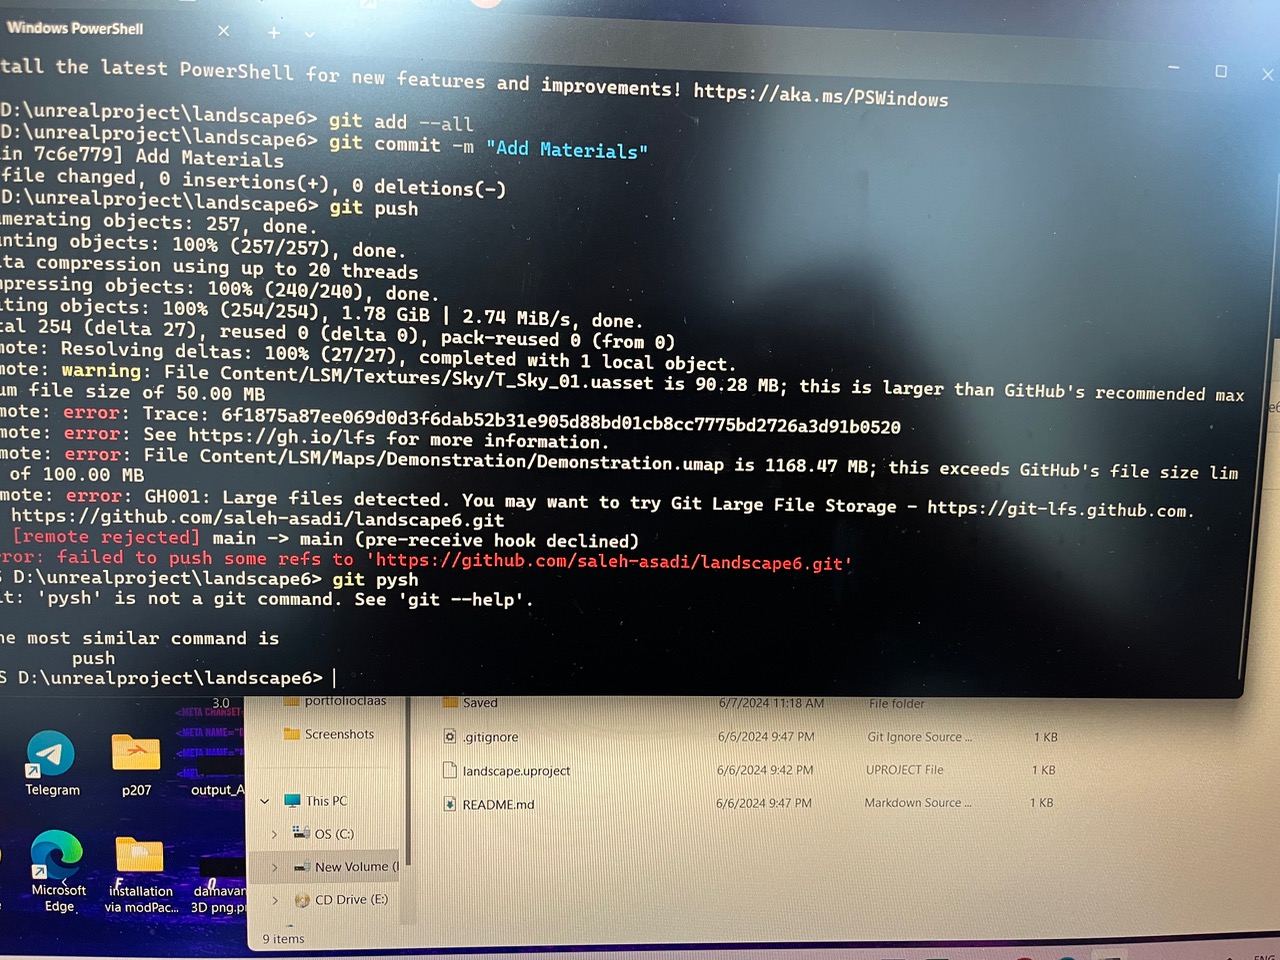 Windows PowerShell
tall the latest PowerShell for new features and improvements! https://aka.ms/PSWindows
D:\unrealproject\landscape6> git add --all
D:\unrealproject\landscape6> git commit -m "Add Materials"
in 7c6e779] Add Materials
file changed, 0 insertions(+), 0 deletions(-)
D:\unrealproject\landscape6> git push
merating objects: 257, done.
nting objects: 100% (257/257), done.
ta compression using up to 20 threads
pressing objects: 100% (240/240), done.
iting objects: 100% (254/254), 1.78 GiB | 2.74 MiB/s, done.
tal 254 (delta 27), reused 0 (delta 0), pack-reused 0 (from 0)
mote: Resolving deltas: 100% (27/27), completed with 1 local object.
mote: warning: File Content/LSM/Textures/Sky/T_Sky_01.uasset is 90.28 MB; this is larger than GitHub's recommended max
um file size of 50.00 MB
mote: error: Trace: 6f1875a87ee069d0d3f6dab52b31e905d88bd01cb8cc7775bd2726a3d91b0520
mote: error: See https://gh.io/lfs for more information.
mote: error: File Content/LSM/Maps/Demonstration/Demonstration.umap is 1168.47 MB; this exceeds GitHub's file size lim
of 100.00 MB
mote: error: GH001: Large files detected. You may want to try Git Large File Storage - https://git-lfs.github.com.
https://github.com/saleh-asadi/landscape6.git
[remote rejected] main -> main (pre-receive hook declined)
ror: failed to push some refs to 'https://github.com/saleh-asadi/landscape6.git'
S D:\unrealproject\landscape6> git pysh
it: 'pysh' is not a git command. See 'git --help'.
he most similar command is
push
S D:\unrealproject\landscape6>
3.0
portfolioclaas
Saved 6/7/2024 11:18 AM File folder
Screenshots
.gitignore 6/6/2024 9:47 PM Git Ignore Source ... 1 KB
landscape.uproject 6/6/2024 9:42 PM UPROJECT File 1 KB
README.md 6/6/2024 9:47 PM Markdown Source ... 1 KB
This PC
OS (C:)
New Volume (
CD Drive (E:)
9 items
Telegram
p207
output_A
Microsoft Edge
installation via modPac...
damavan 3D png.p
ENG